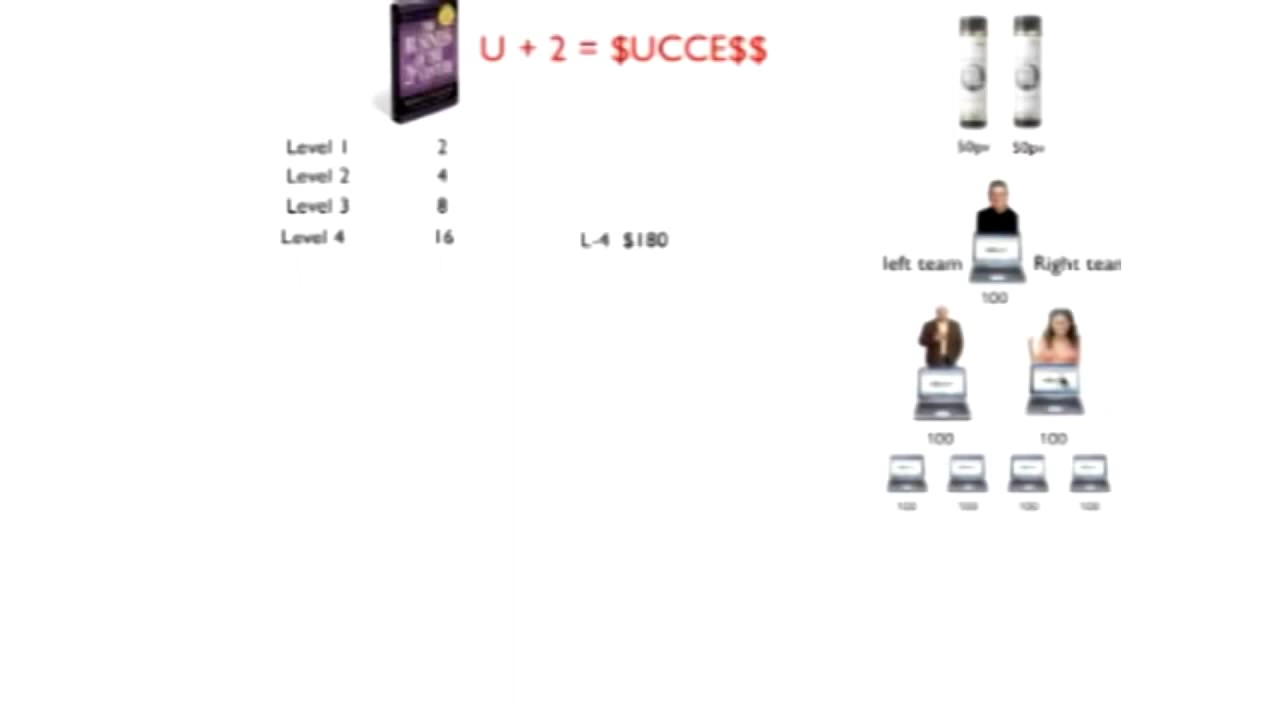 U + 2 = $UCCE$$
50pv 50pv
Level 1 2
Level 2 4
Level 3 8
Level 4 16
L-4 $180
left team Right tear
100
100 100
100 100 100 100